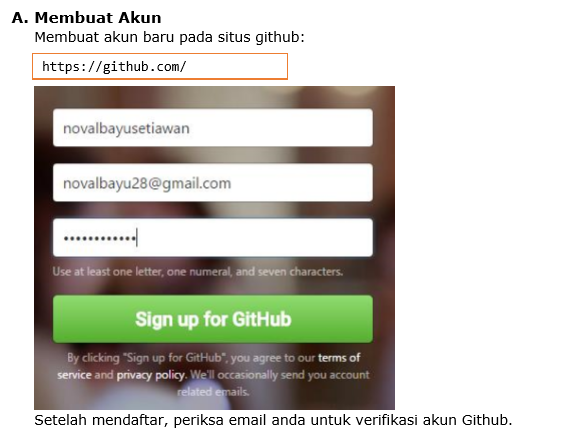 A. Membuat Akun
Membuat akun baru pada situs github:
https://github.com/
novalbayusetiawan
novalbayu28@gmail.com
••••••••••••
Use at least one letter, one numeral, and seven characters.
Sign up for GitHub
By clicking "Sign up for GitHub", you agree to our terms of
service and privacy policy. We'll occasionally send you account
related emails.
Setelah mendaftar, periksa email anda untuk verifikasi akun Github.